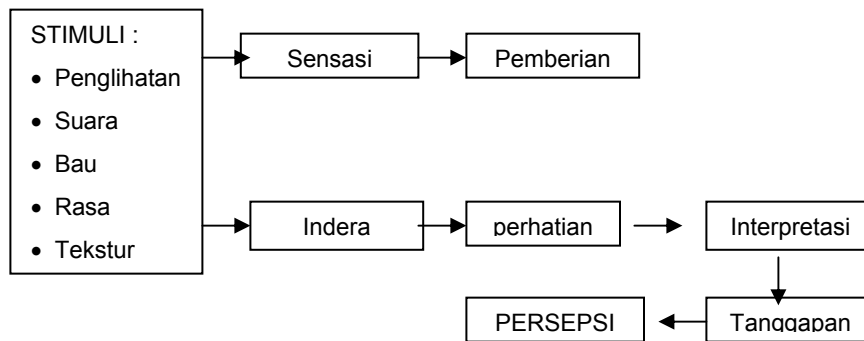 STIMULI :
• Penglihatan
• Suara
• Bau
• Rasa
• Tekstur
Sensasi
Pemberian
Indera
perhatian
Interpretasi
Tanggapan
PERSEPSI